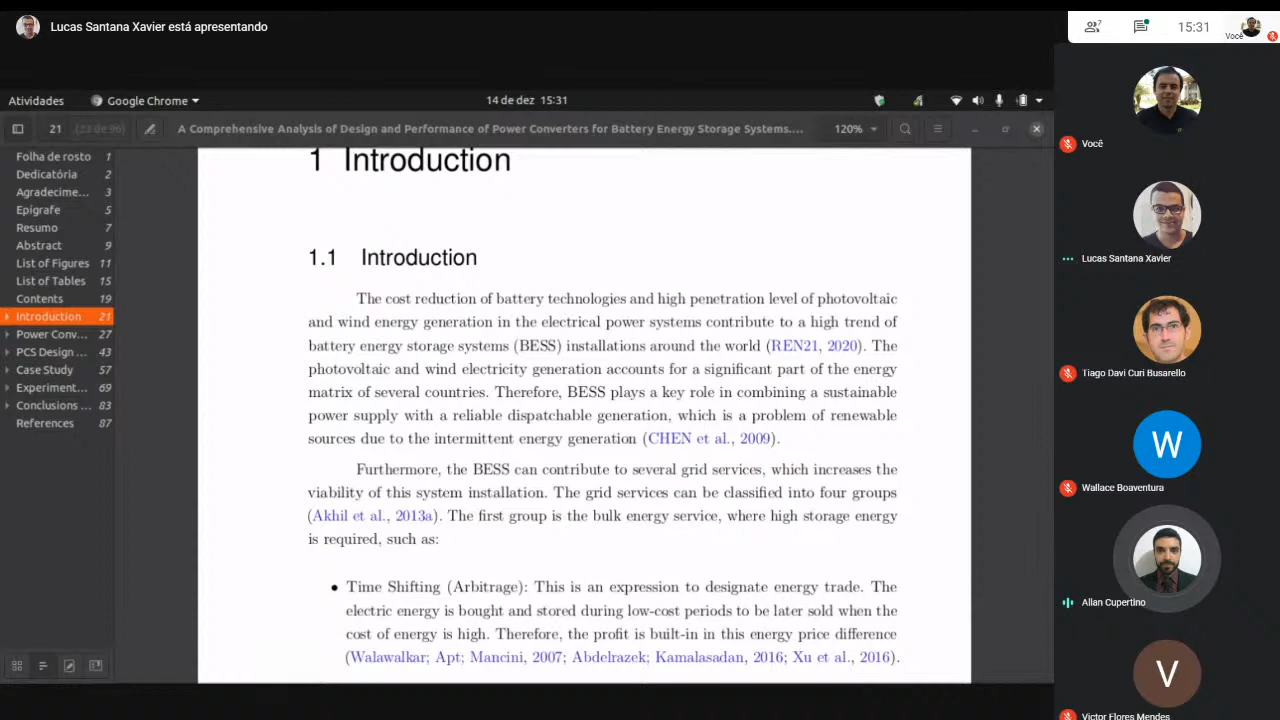 Lucas Santana Xavier está apresentando
7
15:31
Você
Atividades
Google Chrome
14 de dez 15:31
21
(23 de 96)
A Comprehensive Analysis of Design and Performance of Power Converters for Battery Energy Storage Systems....
120%
Folha de rosto 1
Dedicatória 2
Agradecime... 3
Epígrafe 5
Resumo 7
Abstract 9
List of Figures 11
List of Tables 15
Contents 19
Introduction 21
Power Conv... 27
PCS Design ... 43
Case Study 57
Experiment... 69
Conclusions ... 83
References 87
1 Introduction
1.1 Introduction
The cost reduction of battery technologies and high penetration level of photovoltaic
and wind energy generation in the electrical power systems contribute to a high trend of
battery energy storage systems (BESS) installations around the world (REN21, 2020). The
photovoltaic and wind electricity generation accounts for a significant part of the energy
matrix of several countries. Therefore, BESS plays a key role in combining a sustainable
power supply with a reliable dispatchable generation, which is a problem of renewable
sources due to the intermittent energy generation (CHEN et al., 2009).
Furthermore, the BESS can contribute to several grid services, which increases the
viability of this system installation. The grid services can be classified into four groups
(Akhil et al., 2013a). The first group is the bulk energy service, where high storage energy
is required, such as:
• Time Shifting (Arbitrage): This is an expression to designate energy trade. The
electric energy is bought and stored during low-cost periods to be later sold when the
cost of energy is high. Therefore, the profit is built-in in this energy price difference
(Walawalkar; Apt; Mancini, 2007; Abdelrazek; Kamalasadan, 2016; Xu et al., 2016).
Você
Lucas Santana Xavier
Tiago Davi Curi Busarello
W
Wallace Boaventura
Allan Cupertino
V
Victor Flores Mendes